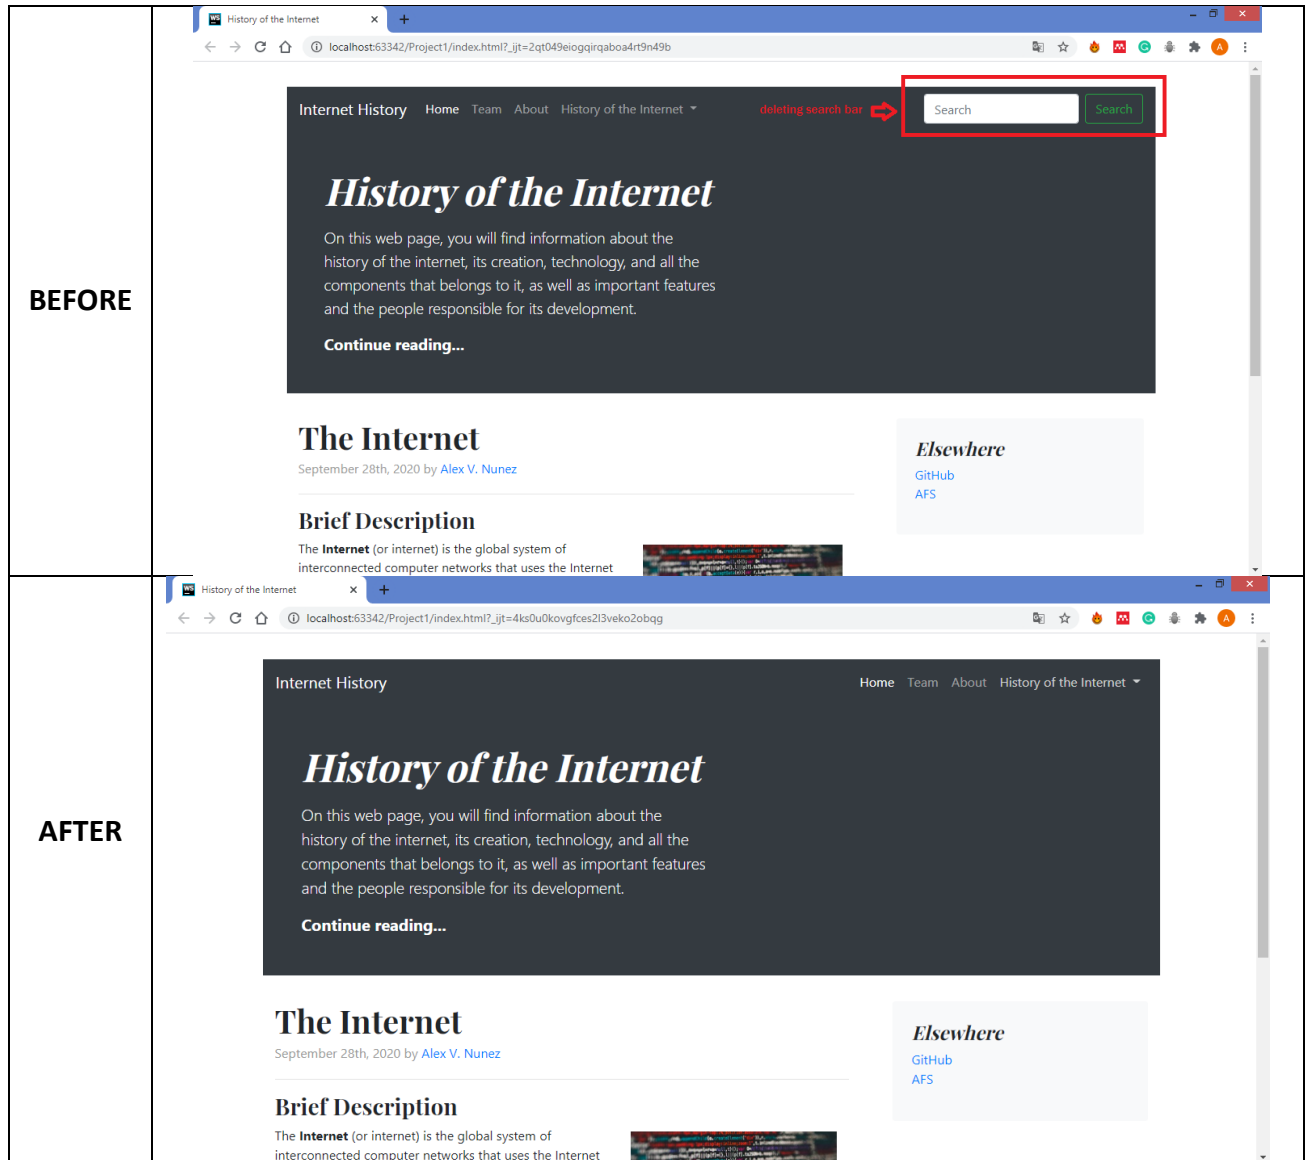 History of the Internet
localhost:63342/Project1/index.html?_ijt=2qt049eiogqirqaboa4rt9n49b
Internet History Home Team About History of the Internet deleting search bar Search Search
History of the Internet
On this web page, you will find information about the
history of the internet, its creation, technology, and all the
components that belongs to it, as well as important features
and the people responsible for its development.
BEFORE
Continue reading...
The Internet
September 28th, 2020 by Alex V. Nunez
Elsewhere
GitHub
AFS
Brief Description
The Internet (or internet) is the global system of
interconnected computer networks that uses the Internet
History of the Internet
localhost:63342/Project1/index.html?_ijt=4ks0u0kovgfces2l3veko2obqg
Internet History Home Team About History of the Internet
History of the Internet
On this web page, you will find information about the
history of the internet, its creation, technology, and all the
components that belongs to it, as well as important features
and the people responsible for its development.
AFTER
Continue reading...
The Internet
September 28th, 2020 by Alex V. Nunez
Elsewhere
GitHub
AFS
Brief Description
The Internet (or internet) is the global system of
interconnected computer networks that uses the Internet